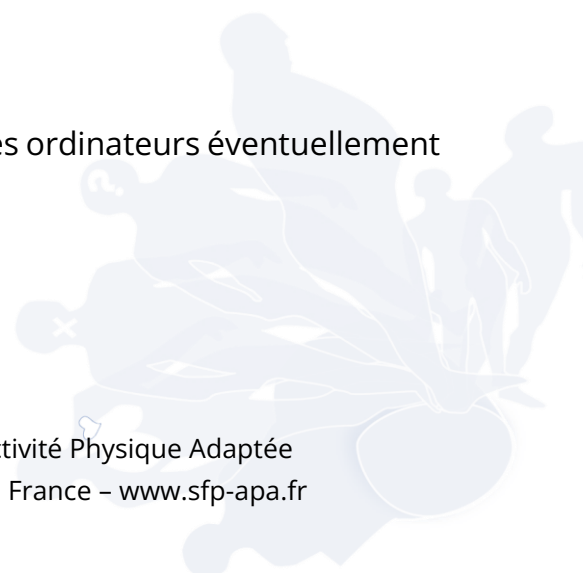 es ordinateurs éventuellement
ctivité Physique Adaptée
France – www.sfp-apa.fr